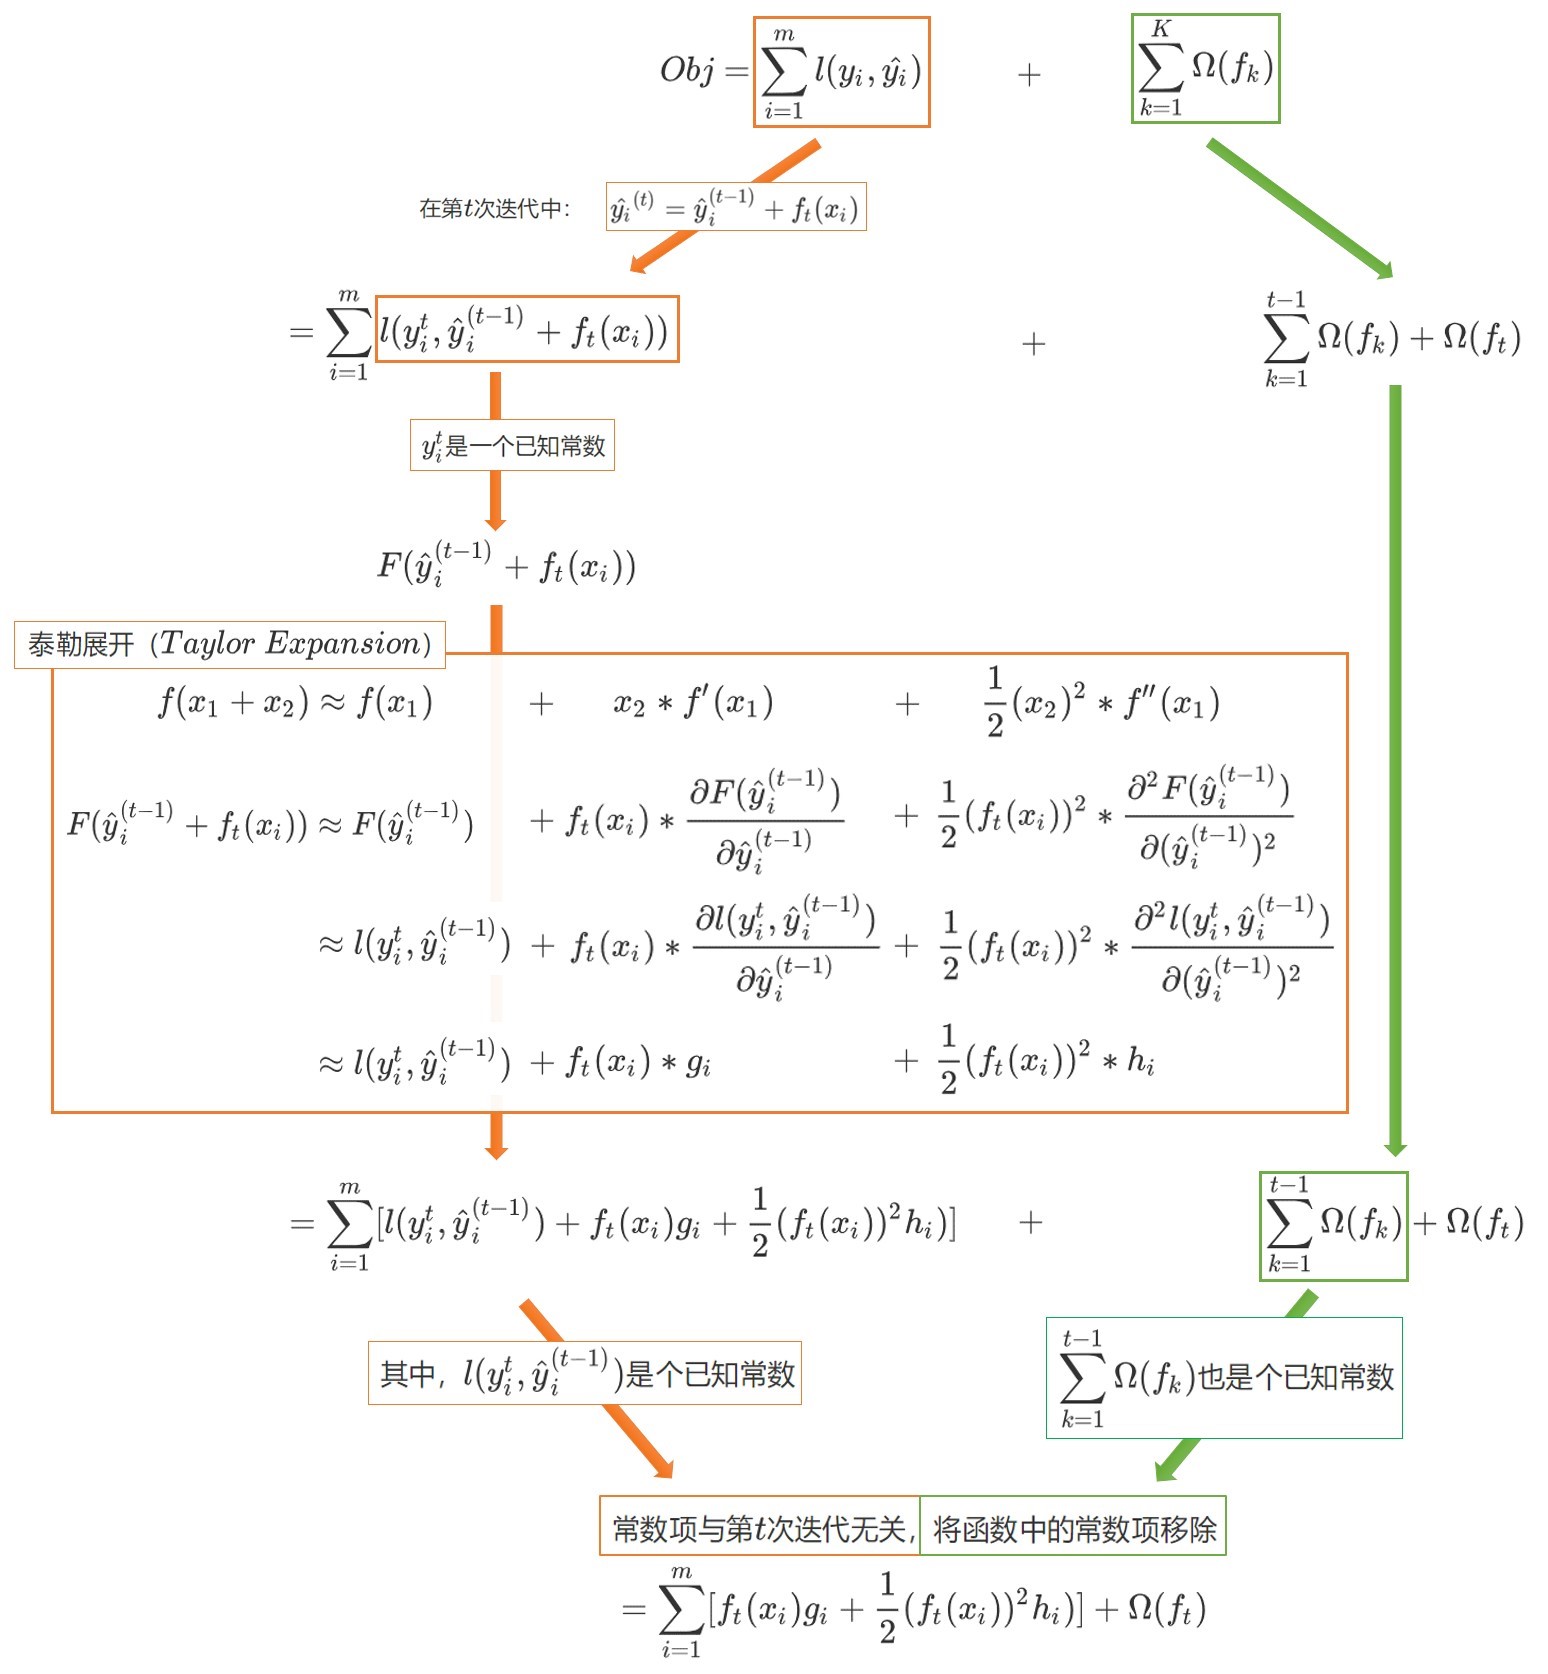 $Obj = \sum_{i=1}^{m} l(y_i, \hat{y_i}) + \sum_{k=1}^{K} \Omega(f_k)$
在第$t$次迭代中： $\hat{y_i}^{(t)} = \hat{y}_i^{(t-1)} + f_t(x_i)$
$= \sum_{i=1}^{m} l(y_i^t, \hat{y}_i^{(t-1)} + f_t(x_i)) + \sum_{k=1}^{t-1} \Omega(f_k) + \Omega(f_t)$
$y_i^t$是一个已知常数
$F(\hat{y}_i^{(t-1)} + f_t(x_i))$
泰勒展开（$Taylor\ Expansion$）
$f(x_1 + x_2) \approx f(x_1) + x_2 * f'(x_1) + \frac{1}{2}(x_2)^2 * f''(x_1)$
$F(\hat{y}_i^{(t-1)} + f_t(x_i)) \approx F(\hat{y}_i^{(t-1)}) + f_t(x_i) * \frac{\partial F(\hat{y}_i^{(t-1)})}{\partial \hat{y}_i^{(t-1)}} + \frac{1}{2}(f_t(x_i))^2 * \frac{\partial^2 F(\hat{y}_i^{(t-1)})}{\partial (\hat{y}_i^{(t-1)})^2}$
$\approx l(y_i^t, \hat{y}_i^{(t-1)}) + f_t(x_i) * \frac{\partial l(y_i^t, \hat{y}_i^{(t-1)})}{\partial \hat{y}_i^{(t-1)}} + \frac{1}{2}(f_t(x_i))^2 * \frac{\partial^2 l(y_i^t, \hat{y}_i^{(t-1)})}{\partial (\hat{y}_i^{(t-1)})^2}$
$\approx l(y_i^t, \hat{y}_i^{(t-1)}) + f_t(x_i) * g_i + \frac{1}{2}(f_t(x_i))^2 * h_i$
$= \sum_{i=1}^{m} [l(y_i^t, \hat{y}_i^{(t-1)}) + f_t(x_i)g_i + \frac{1}{2}(f_t(x_i))^2 h_i)] + \sum_{k=1}^{t-1} \Omega(f_k) + \Omega(f_t)$
其中，$l(y_i^t, \hat{y}_i^{(t-1)})$是个已知常数
$\sum_{k=1}^{t-1} \Omega(f_k)$也是个已知常数
常数项与第$t$次迭代无关，将函数中的常数项移除
$= \sum_{i=1}^{m} [f_t(x_i)g_i + \frac{1}{2}(f_t(x_i))^2 h_i)] + \Omega(f_t)$